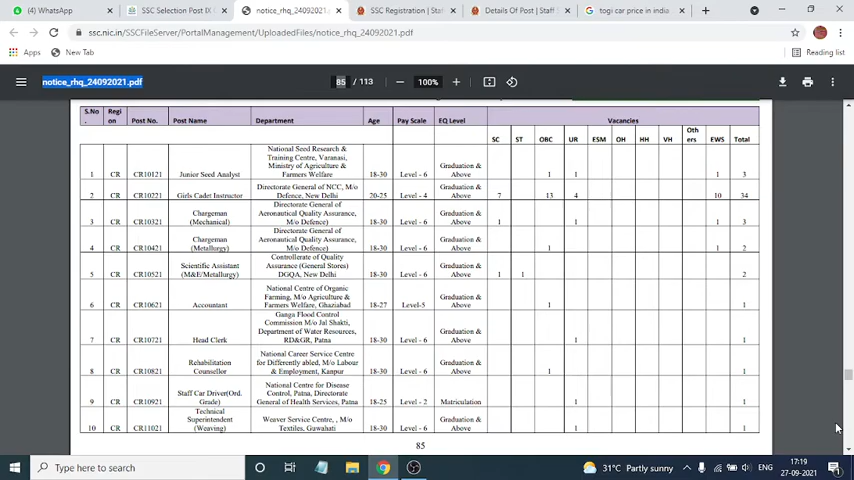 (4) WhatsApp
SSC Selection Post IX
notice_rhq_24092021.pdf
SSC Registration | Staf
Details Of Post | Staff S
togi car price in india
ssc.nic.in/SSCFileServer/PortalManagement/UploadedFiles/notice_rhq_24092021.pdf
Apps New Tab Reading list
notice_rhq_24092021.pdf 85 / 113 100%
S.No. Region Post No. Post Name Department Age Pay Scale EQ Level Vacancies
SC ST OBC UR ESM OH HH VH Others EWS Total
1 CR CR10121 Junior Seed Analyst National Seed Research & Training Centre, Varanasi, Ministry of Agriculture & Farmers Welfare 18-30 Level - 6 Graduation & Above 1 1 1 3
2 CR CR10221 Girls Cadet Instructor Directorate General of NCC, M/o Defence, New Delhi 20-25 Level - 4 Graduation & Above 7 13 4 10 34
3 CR CR10321 Chargeman (Mechanical) Directorate General of Aeronautical Quality Assurance, M/o Defence) 18-30 Level - 6 Graduation & Above 1 1 1 3
4 CR CR10421 Chargeman (Metallurgy) Directorate General of Aeronautical Quality Assurance, M/o Defence) 18-30 Level - 6 Graduation & Above 1 1 2
5 CR CR10521 Scientific Assistant (M&E/Metallurgy) Controllerate of Quality Assurance (General Stores) DGQA, New Delhi 18-30 Level - 6 Graduation & Above 1 1 2
6 CR CR10621 Accountant National Centre of Organic Farming, M/o Agriculture & Farmers Welfare, Ghaziabad 18-27 Level-5 Graduation & Above 1 1
7 CR CR10721 Head Clerk Ganga Flood Control Commission M/o Jal Shakti, Department of Water Resources, RD&GR, Patna 18-30 Level - 6 Graduation & Above 1 1
8 CR CR10821 Rehabilitation Counsellor National Career Service Centre for Differently abled, M/o Labour & Employment, Kanpur 18-30 Level - 6 Graduation & Above 1 1
9 CR CR10921 Staff Car Driver(Ord. Grade) National Centre for Disease Control, Patna, Directorate General of Health Services, Patna 18-25 Level - 2 Matriculation 1 1
10 CR CR11021 Technical Superintendent (Weaving) Weaver Service Centre, , M/o Textiles, Guwahati 18-30 Level - 6 Graduation & Above 1 1
85
Type here to search
31°C Partly sunny
ENG
17:19
27-09-2021